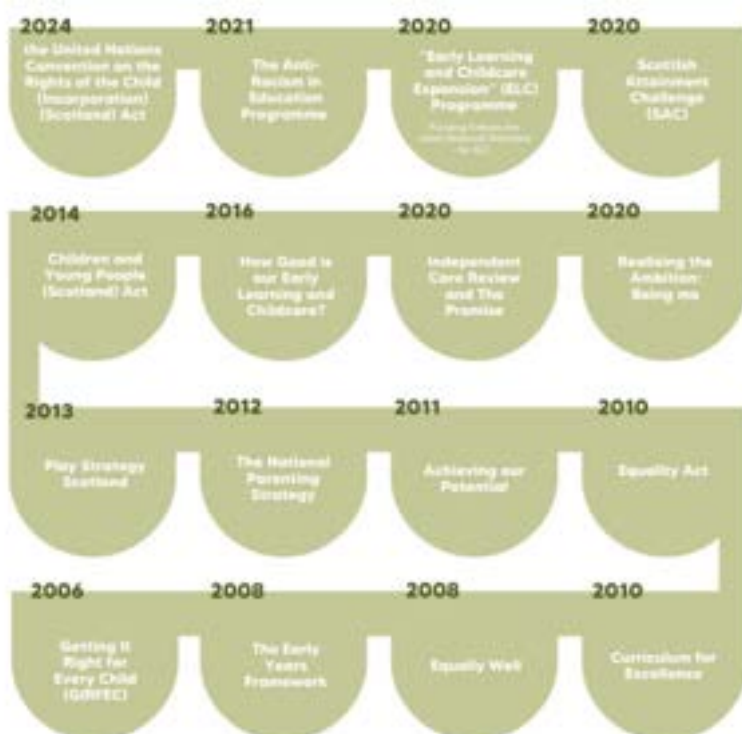 2024
the United Nations
Convention on the
Rights of the Child
(Incorporation)
(Scotland) Act
2021
The Anti-
Racism in
Education
Programme
2020
"Early Learning
and Childcare
Expansion" (ELC)
Programme
2020
Scottish
Attainment
Challenge
(SAC)
2014
Children and
Young People
(Scotland) Act
2016
How Good is
our Early
Learning and
Childcare?
2020
Independent
Care Review
and The
Promise
2020
Realising the
Ambition:
Being me
2013
Play Strategy
Scotland
2012
The National
Parenting
Strategy
2011
Achieving our
Potential
2010
Equality Act
2006
Getting It
Right for
Every Child
(GIRFEC)
2008
The Early
Years
Framework
2008
Equally Well
2010
Curriculum for
Excellence